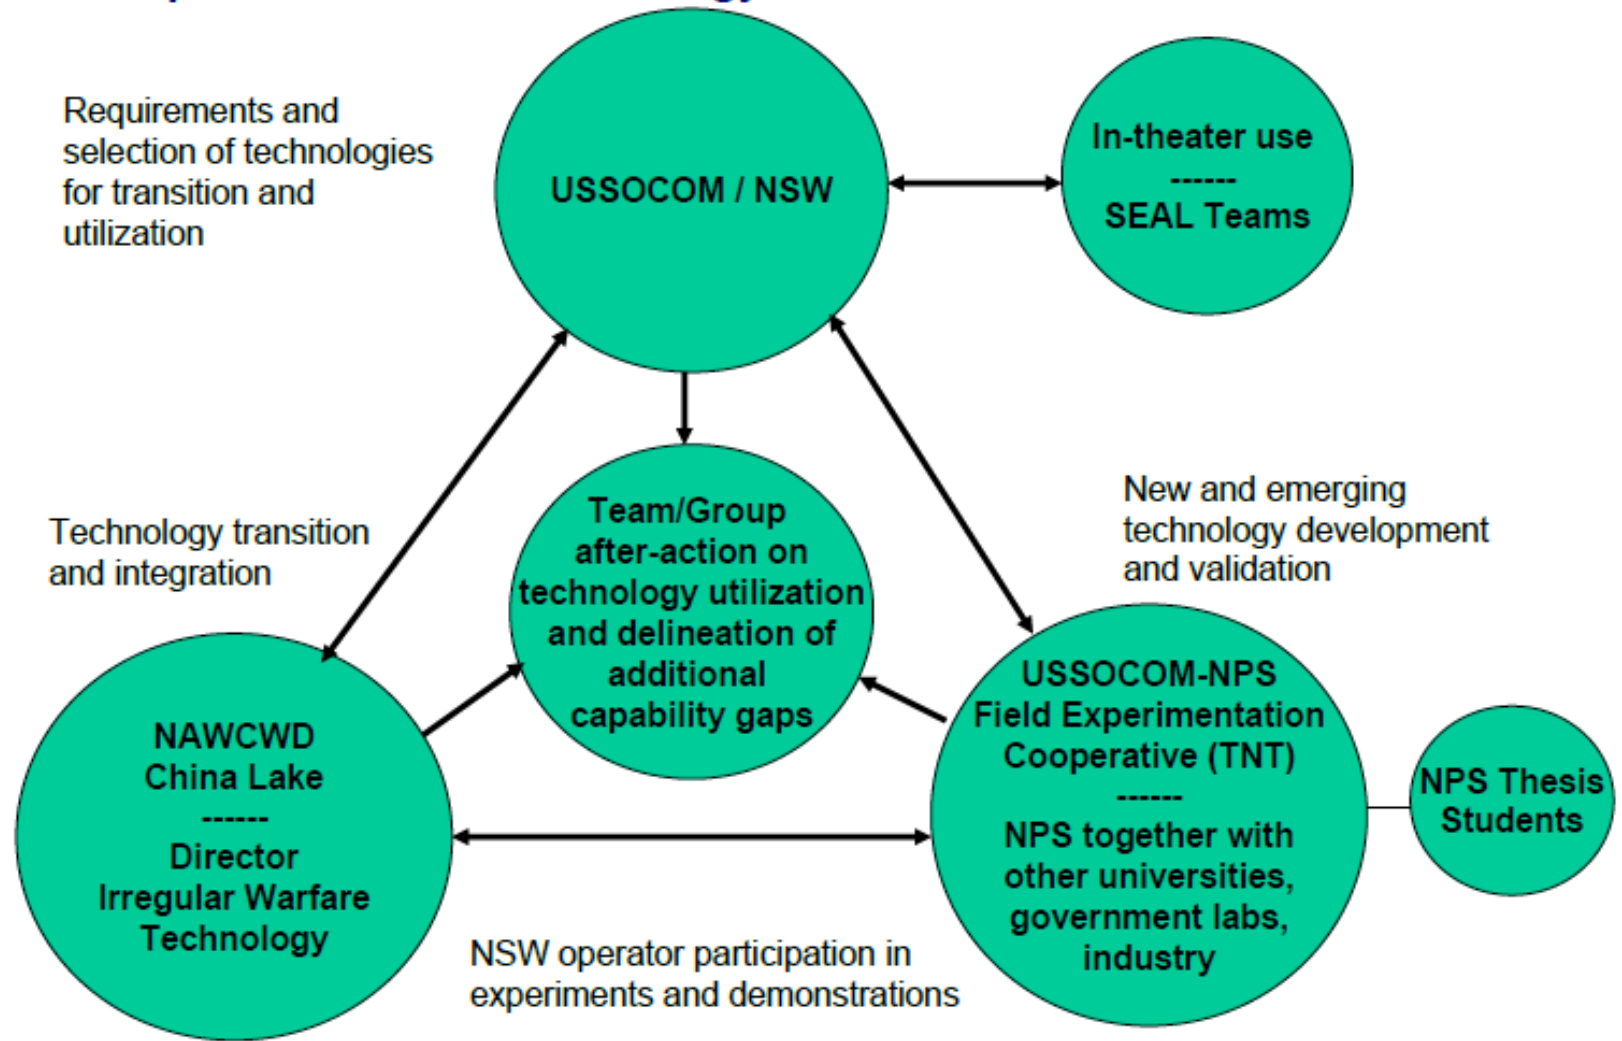 Requirements and
selection of technologies
for transition and
utilization
USSOCOM / NSW
In-theater use
------
SEAL Teams
Technology transition
and integration
Team/Group
after-action on
technology utilization
and delineation of
additional
capability gaps
New and emerging
technology development
and validation
NAWCWD
China Lake
------
Director
Irregular Warfare
Technology
USSOCOM-NPS
Field Experimentation
Cooperative (TNT)
------
NPS together with
other universities,
government labs,
industry
NPS Thesis
Students
NSW operator participation in
experiments and demonstrations